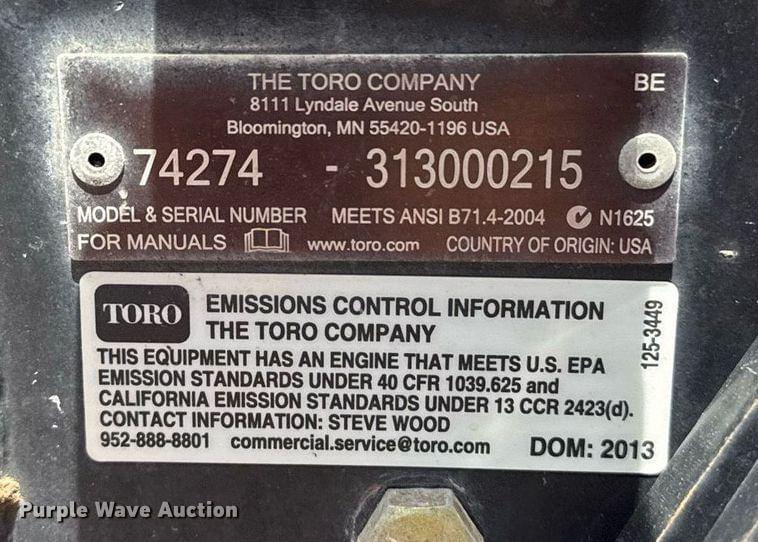 THE TORO COMPANY
BE
8111 Lyndale Avenue South
Bloomington, MN 55420-1196 USA
74274 - 313000215
MODEL & SERIAL NUMBER MEETS ANSI B71.4-2004 N1625
FOR MANUALS www.toro.com COUNTRY OF ORIGIN: USA
TORO
EMISSIONS CONTROL INFORMATION
THE TORO COMPANY
125-3449
THIS EQUIPMENT HAS AN ENGINE THAT MEETS U.S. EPA
EMISSION STANDARDS UNDER 40 CFR 1039.625 and
CALIFORNIA EMISSION STANDARDS UNDER 13 CCR 2423(d).
CONTACT INFORMATION: STEVE WOOD
952-888-8801 commercial.service@toro.com DOM: 2013
Purple Wave Auction